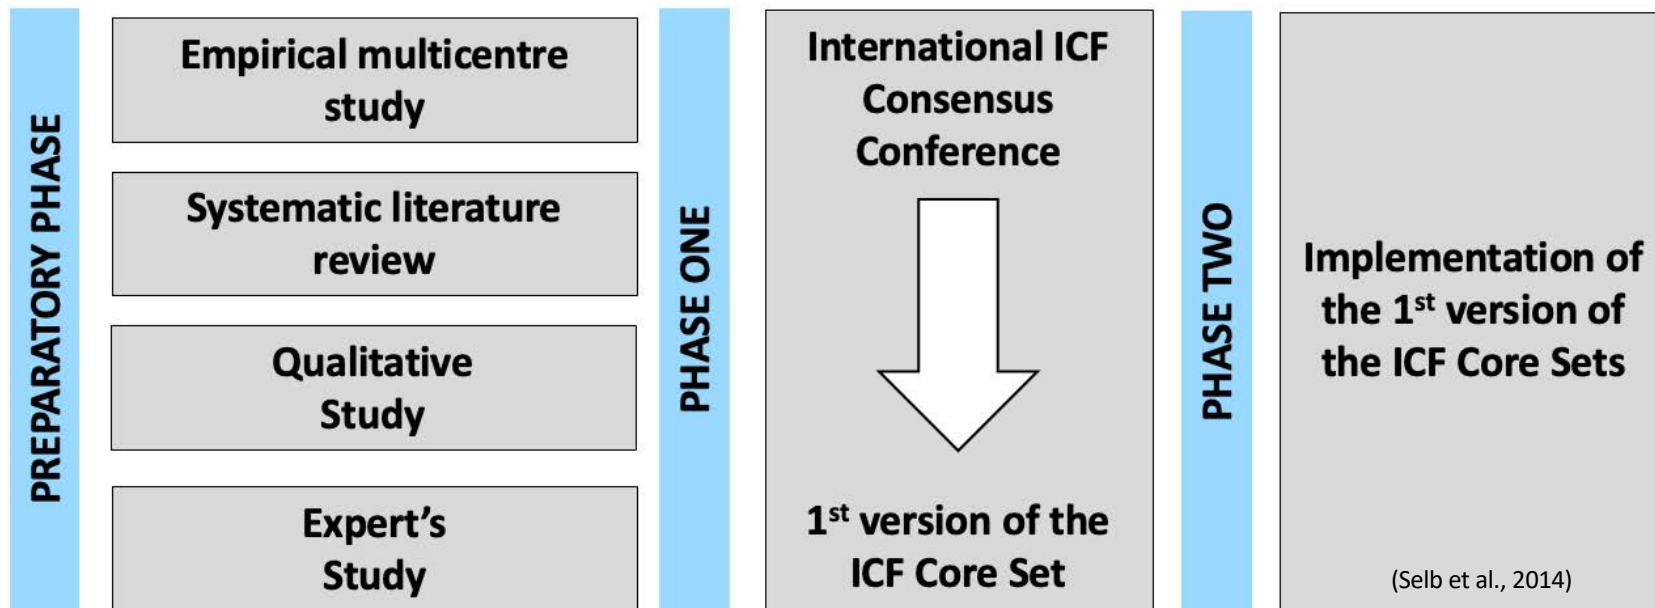 PREPARATORY PHASE
Empirical multicentre
study
Systematic literature
review
Qualitative
Study
Expert’s
Study
PHASE ONE
International ICF
Consensus
Conference
1st version of the
ICF Core Set
PHASE TWO
Implementation of
the 1st version of
the ICF Core Sets
(Selb et al., 2014)